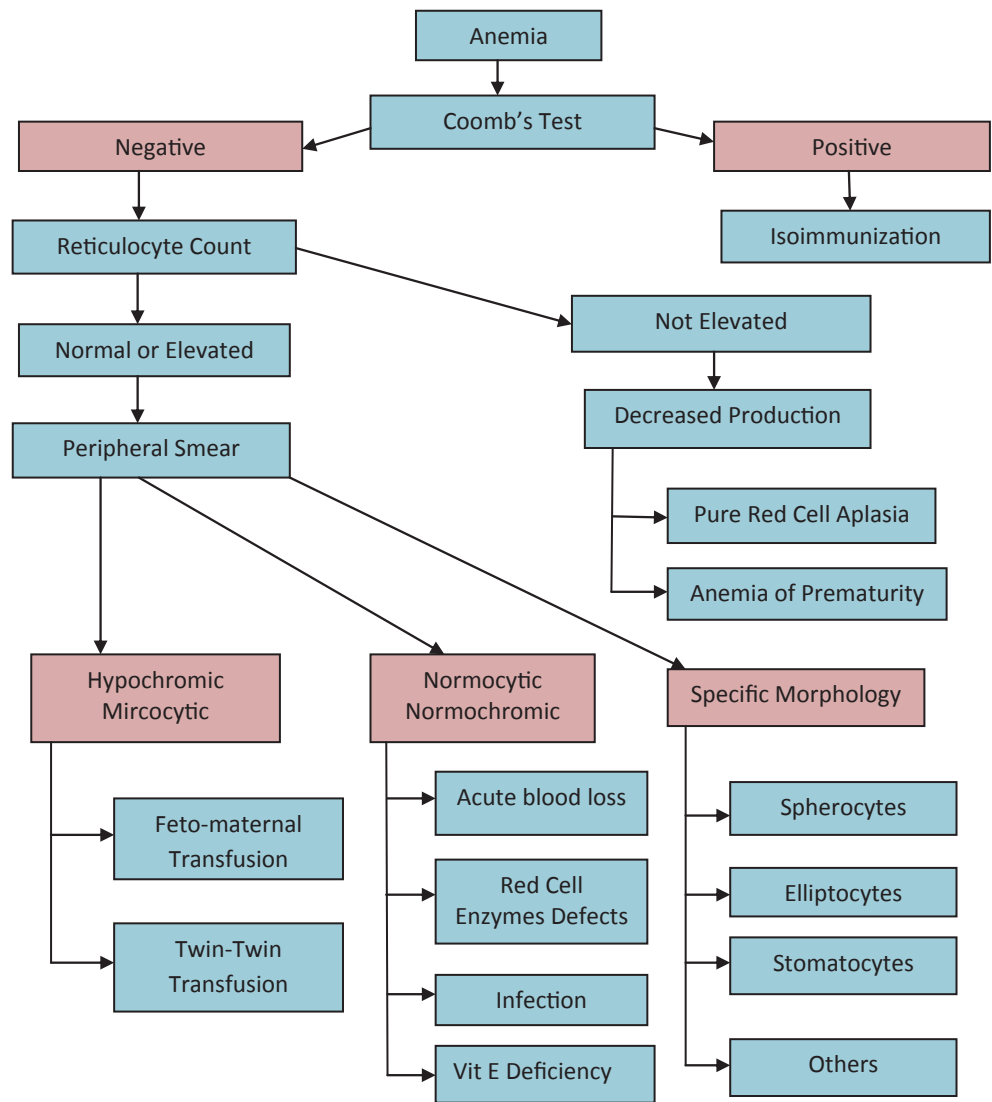 Anemia
Coomb's Test
Negative
Positive
Reticulocyte Count
Isoimmunization
Normal or Elevated
Not Elevated
Peripheral Smear
Decreased Production
Pure Red Cell Aplasia
Anemia of Prematurity
Hypochromic
Mircocytic
Normocytic
Normochromic
Specific Morphology
Feto-maternal
Transfusion
Twin-Twin
Transfusion
Acute blood loss
Red Cell
Enzymes Defects
Infection
Vit E Deficiency
Spherocytes
Elliptocytes
Stomatocytes
Others